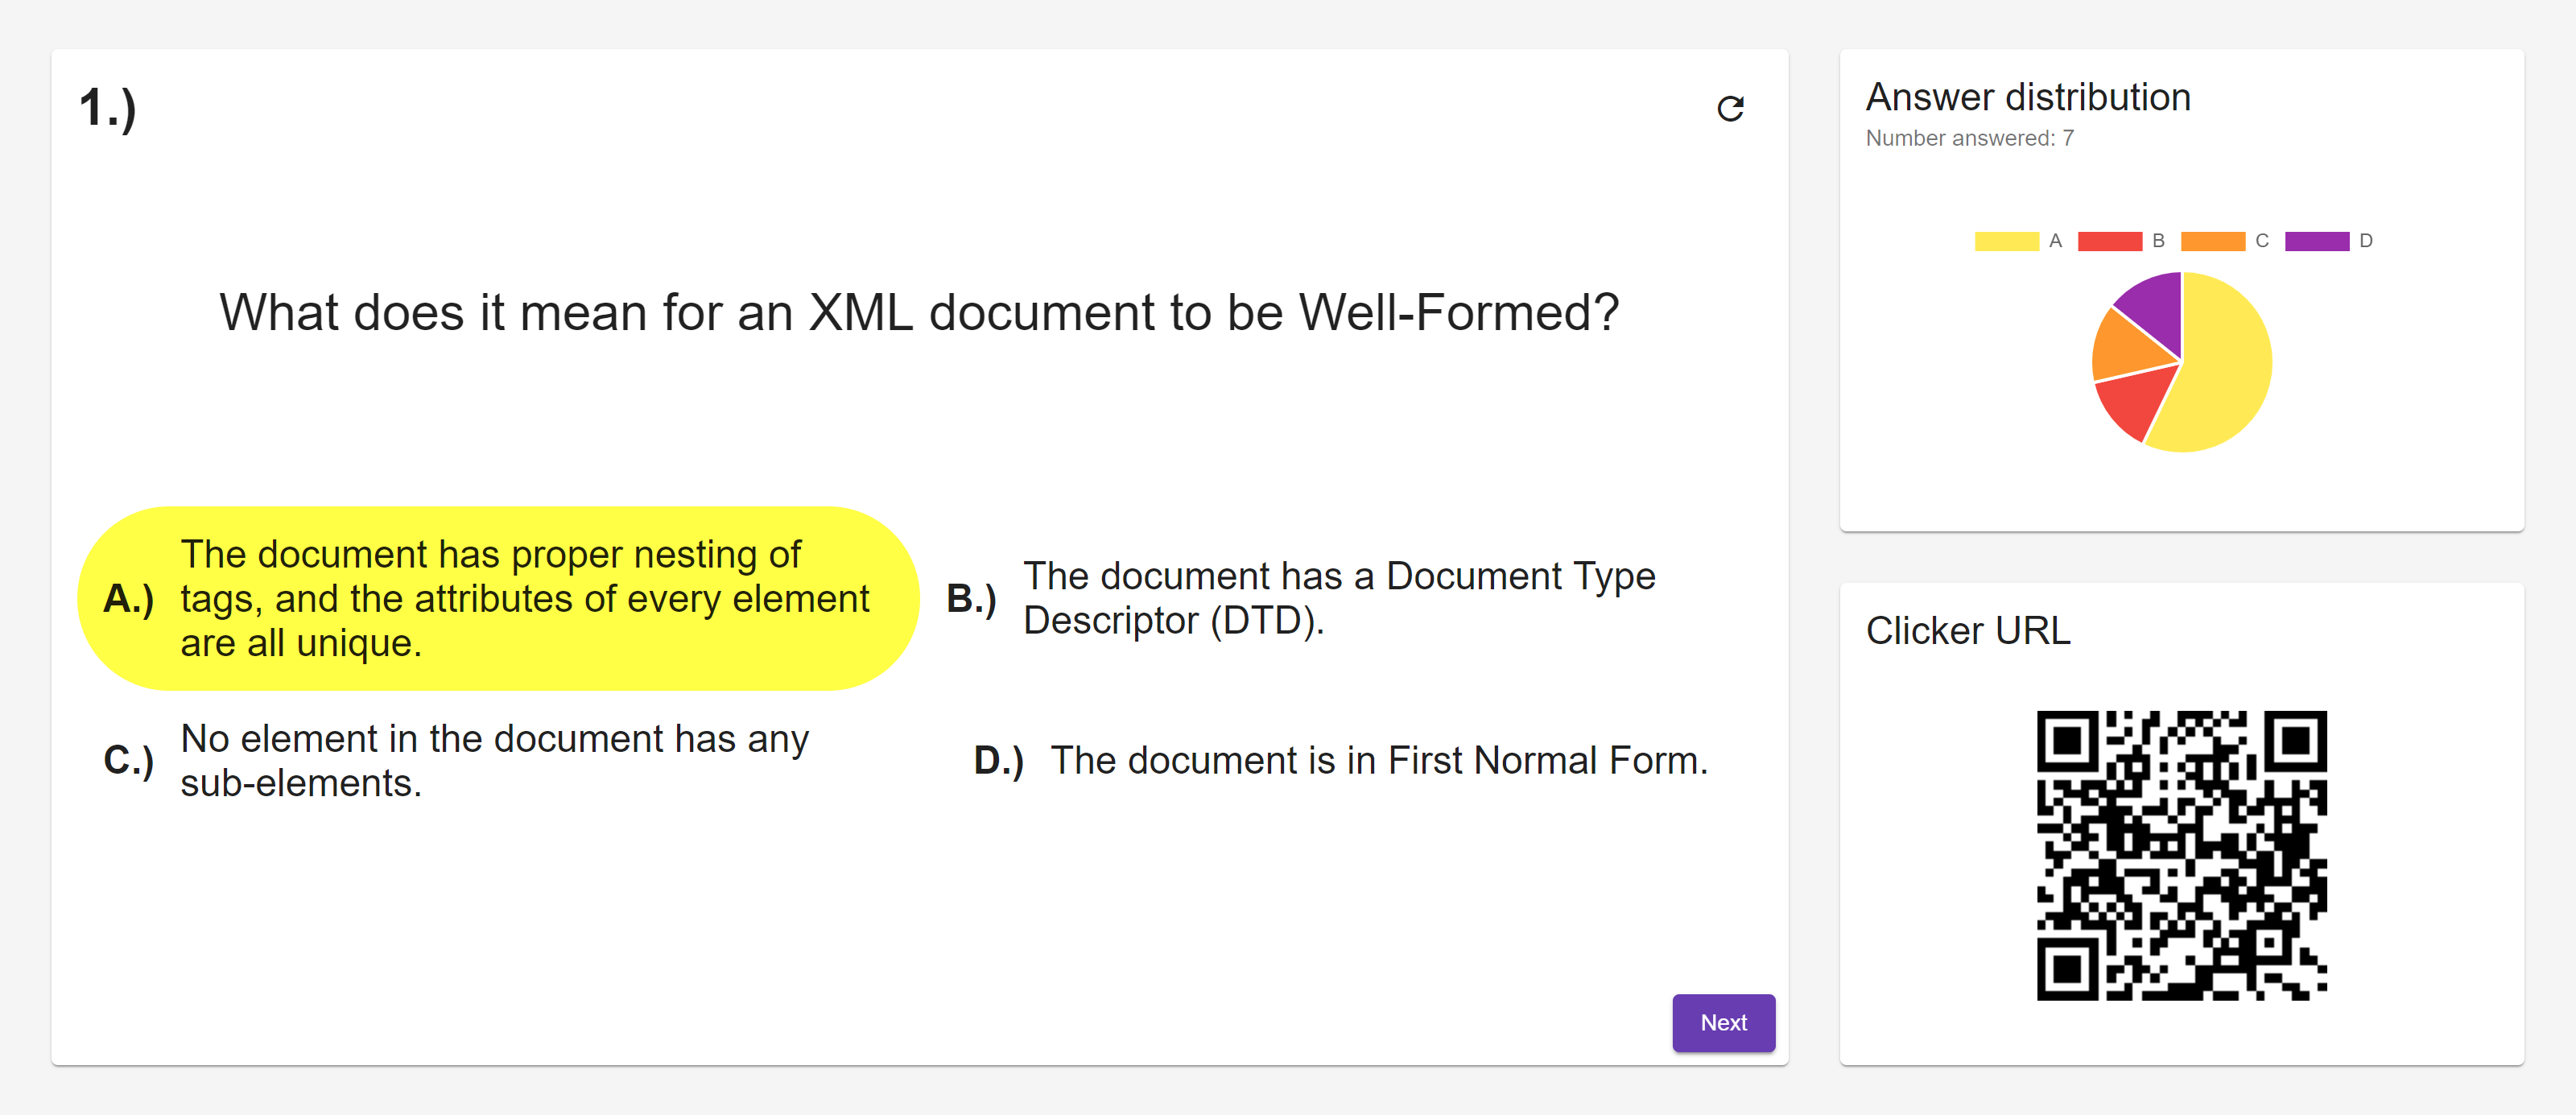 1.)
What does it mean for an XML document to be Well-Formed?
A.)
The document has proper nesting of
tags, and the attributes of every element
are all unique.
B.)
The document has a Document Type
Descriptor (DTD).
C.)
No element in the document has any
sub-elements.
D.) The document is in First Normal Form.
Next
Answer distribution
Number answered: 7
A B C D
Clicker URL